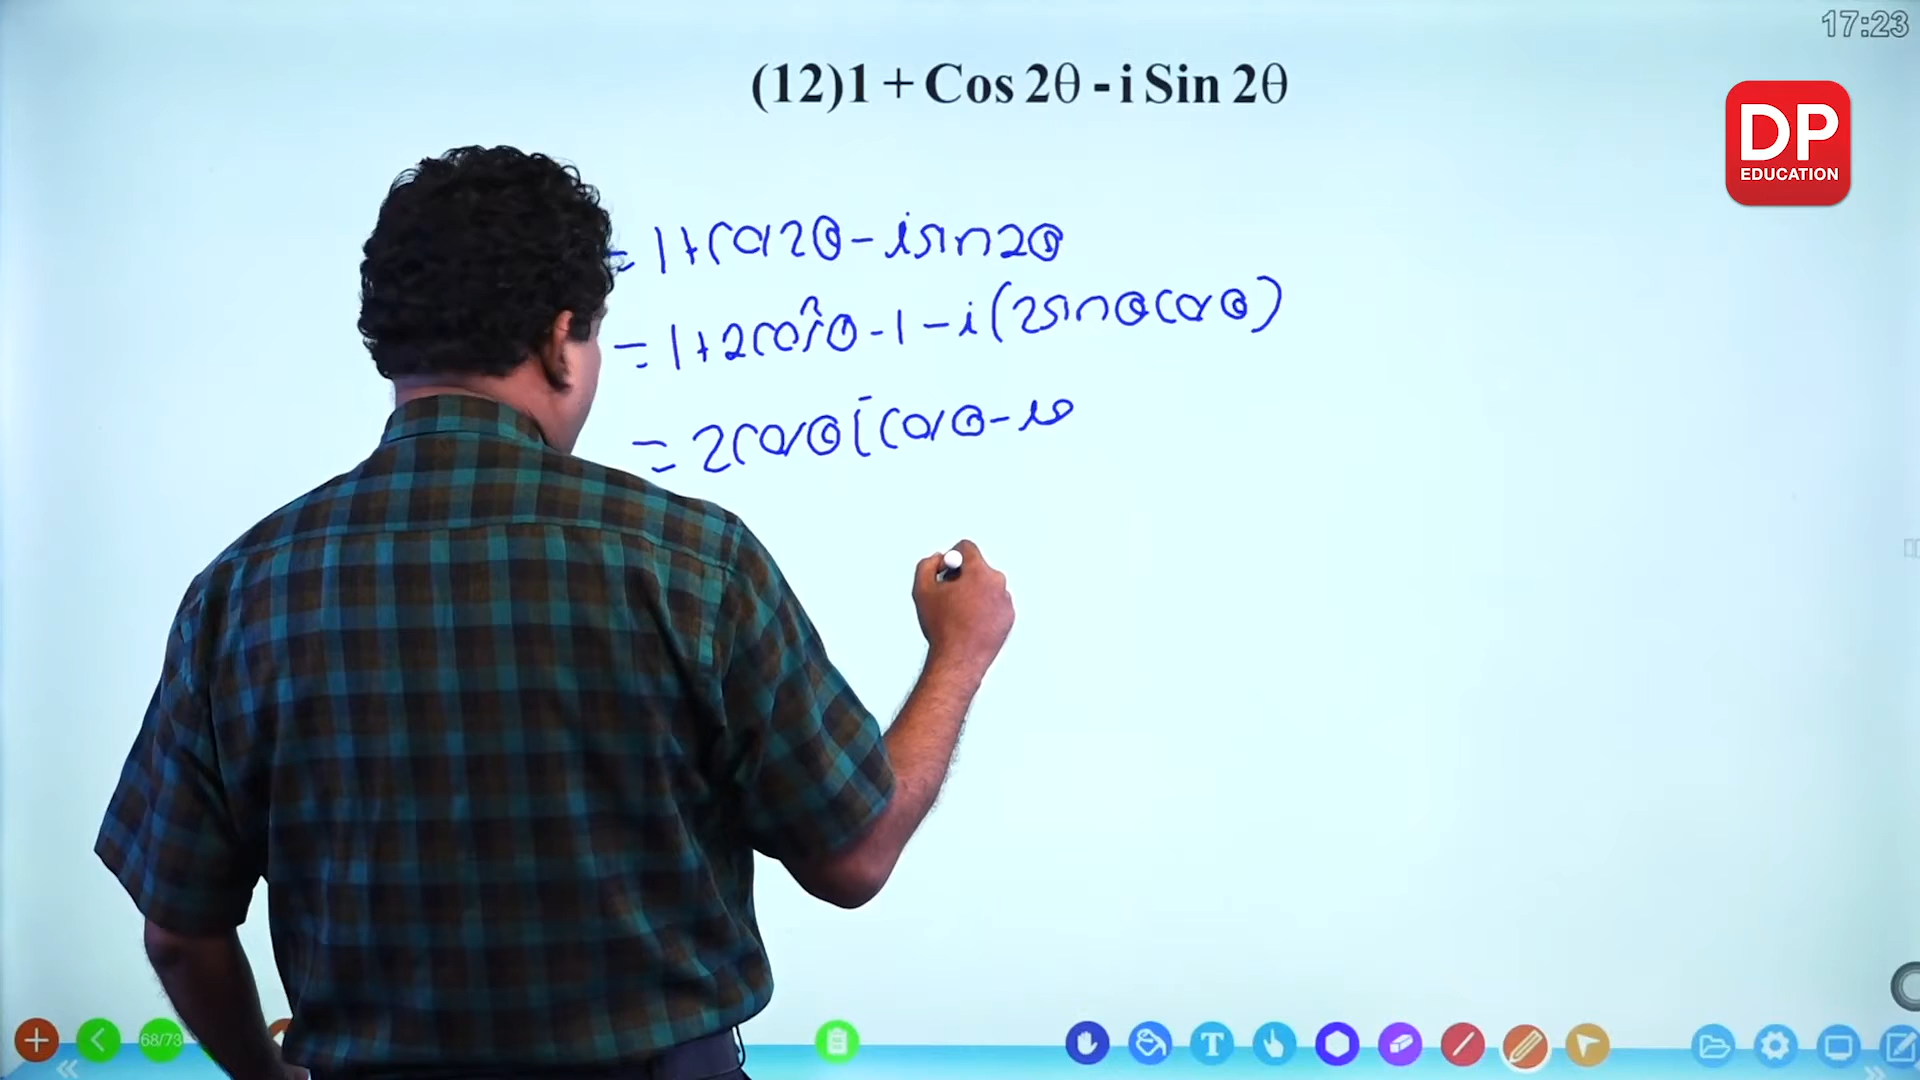 17:23
(12)1 + Cos 2θ - i Sin 2θ
DP
EDUCATION
= 1+cos2θ-isin2θ
= 1+2cos²θ-1-i(2sinθcosθ)
= 2cosθ[cosθ-is
68/73
T